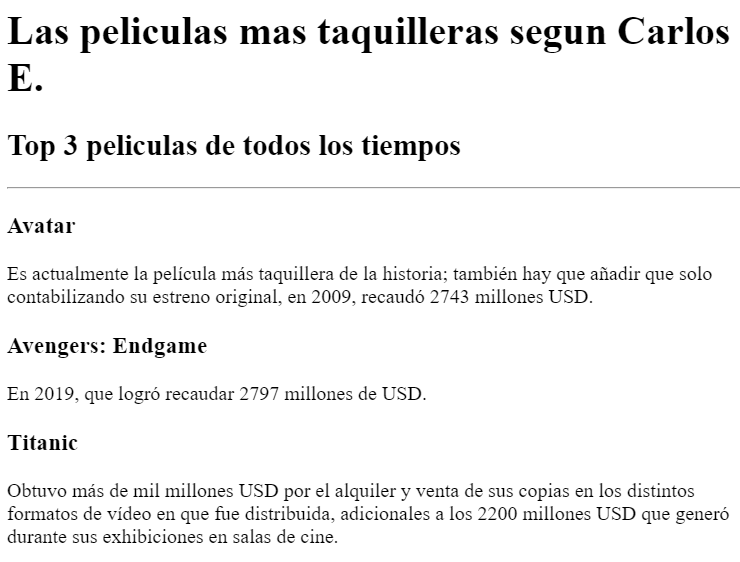 Las peliculas mas taquilleras segun Carlos
E.
Top 3 peliculas de todos los tiempos
Avatar
Es actualmente la película más taquillera de la historia; también hay que añadir que solo
contabilizando su estreno original, en 2009, recaudó 2743 millones USD.
Avengers: Endgame
En 2019, que logró recaudar 2797 millones de USD.
Titanic
Obtuvo más de mil millones USD por el alquiler y venta de sus copias en los distintos
formatos de vídeo en que fue distribuida, adicionales a los 2200 millones USD que generó
durante sus exhibiciones en salas de cine.